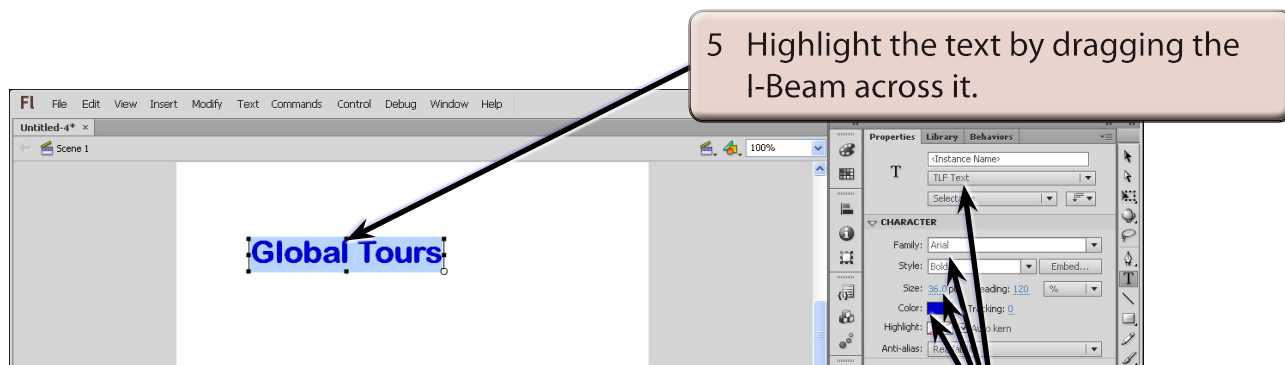 5 Highlight the text by dragging the
I-Beam across it.
Fl File Edit View Insert Modify Text Commands Control Debug Window Help
Untitled-4* ×
Scene 1
100%
Global Tours
Properties Library Behaviors
<Instance Name>
T
TLF Text
CHARACTER
Family: Arial
Style: Bold Embed...
Size: 36.0 Leading: 120 %
Color: Tracking: 0
Highlight: Auto kern
Anti-alias:
T